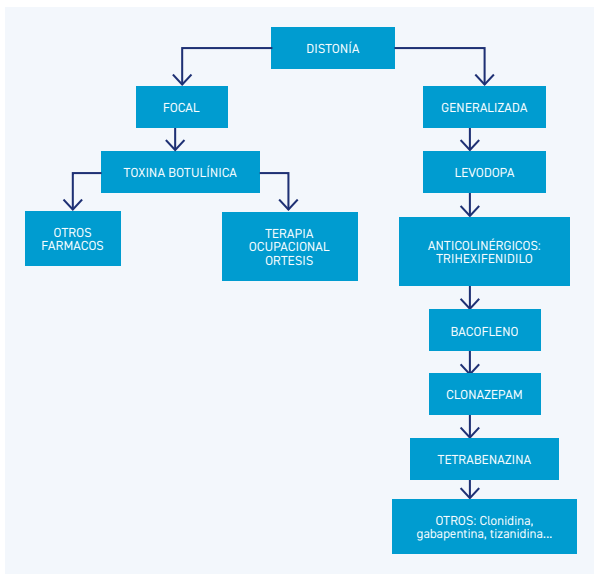 DISTONÍA
FOCAL
GENERALIZADA
TOXINA BOTULÍNICA
LEVODOPA
OTROS
FARMACOS
TERAPIA
OCUPACIONAL
ORTESIS
ANTICOLINÉRGICOS:
TRIHEXIFENIDILO
BACOFLENO
CLONAZEPAM
TETRABENAZINA
OTROS: Clonidina,
gabapentina, tizanidina...